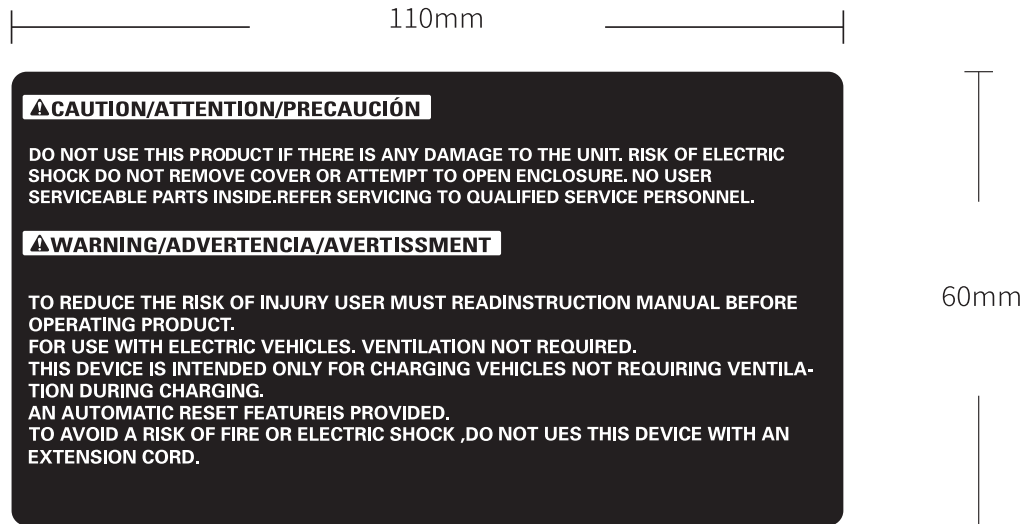 110mm
⚠CAUTION/ATTENTION/PRECAUCIÓN
DO NOT USE THIS PRODUCT IF THERE IS ANY DAMAGE TO THE UNIT. RISK OF ELECTRIC
SHOCK DO NOT REMOVE COVER OR ATTEMPT TO OPEN ENCLOSURE. NO USER
SERVICEABLE PARTS INSIDE.REFER SERVICING TO QUALIFIED SERVICE PERSONNEL.
⚠WARNING/ADVERTENCIA/AVERTISSMENT
60mm
TO REDUCE THE RISK OF INJURY USER MUST READINSTRUCTION MANUAL BEFORE
OPERATING PRODUCT.
FOR USE WITH ELECTRIC VEHICLES. VENTILATION NOT REQUIRED.
THIS DEVICE IS INTENDED ONLY FOR CHARGING VEHICLES NOT REQUIRING VENTILA-
TION DURING CHARGING.
AN AUTOMATIC RESET FEATUREIS PROVIDED.
TO AVOID A RISK OF FIRE OR ELECTRIC SHOCK ,DO NOT UES THIS DEVICE WITH AN
EXTENSION CORD.